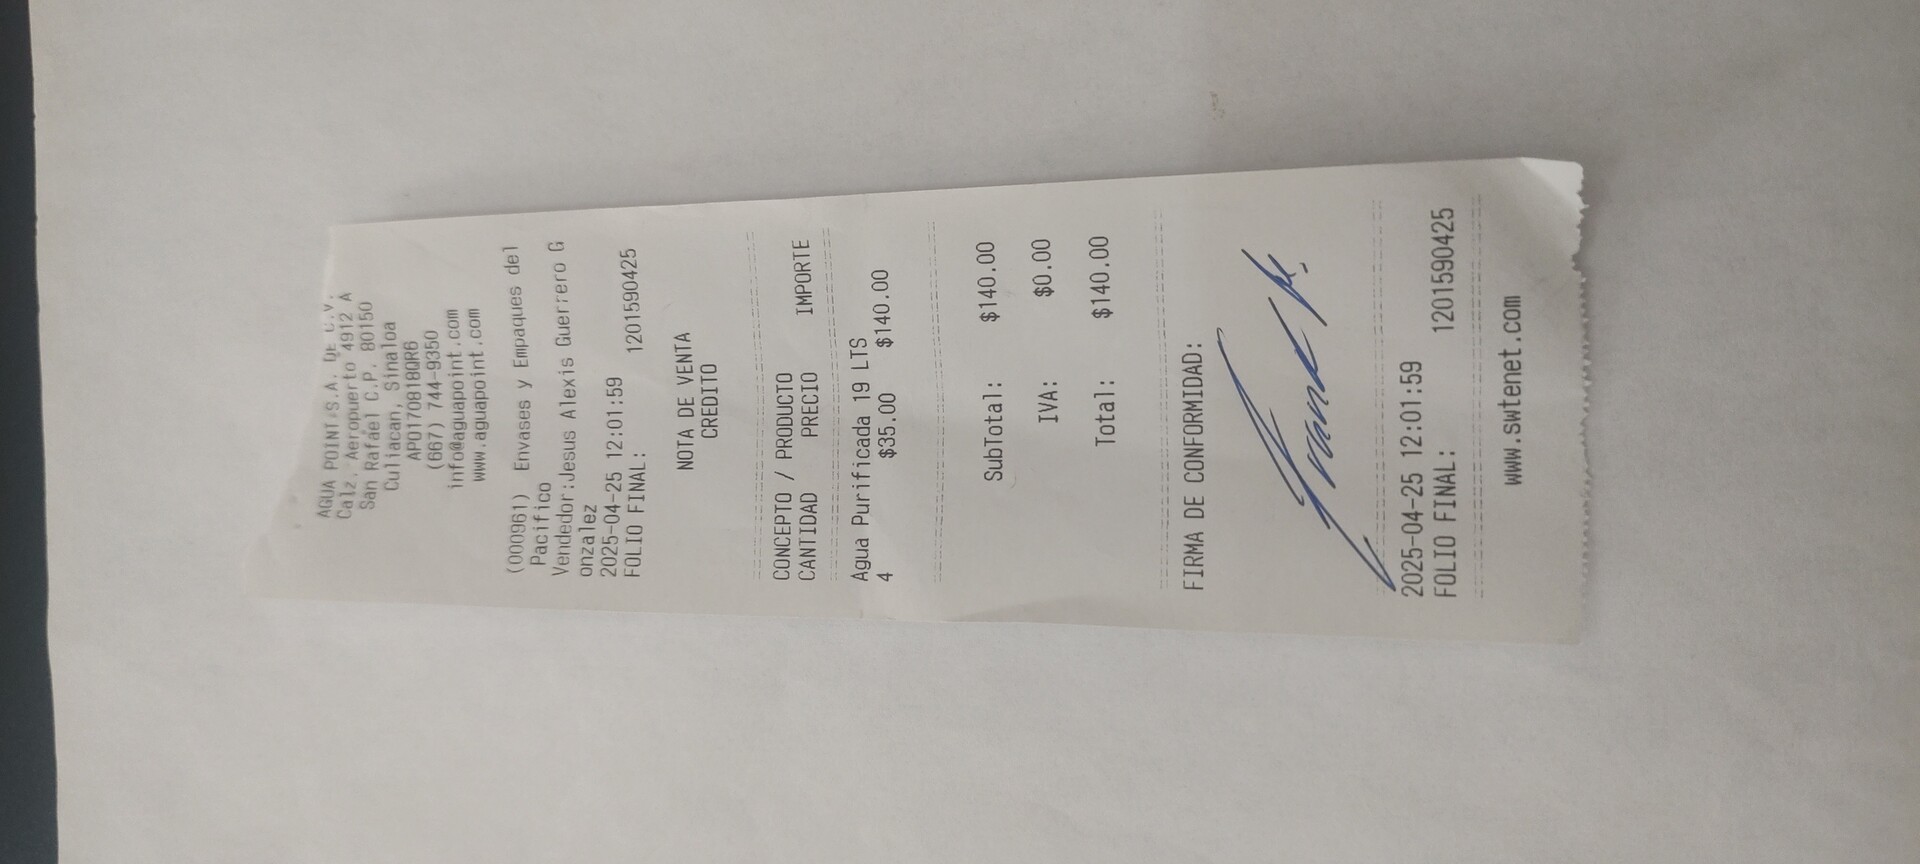 AGUA POINT S.A. DE C.V.
Calz. Aeropuerto 4912 A
San Rafael C.P. 80150
Culiacan, Sinaloa
APO170818QR6
(667) 744-9350
info@aguapoint.com
www.aguapoint.com
(000961) Envases y Empaques del
Pacifico
Vendedor:Jesus Alexis Guerrero G
onzalez
2025-04-25 12:01:59
FOLIO FINAL: 1201590425
NOTA DE VENTA
CREDITO
CONCEPTO / PRODUCTO
CANTIDAD PRECIO IMPORTE
Agua Purificada 19 LTS
4 $35.00 $140.00
SubTotal: $140.00
IVA: $0.00
Total: $140.00
FIRMA DE CONFORMIDAD:
2025-04-25 12:01:59
FOLIO FINAL: 1201590425
www.swtenet.com